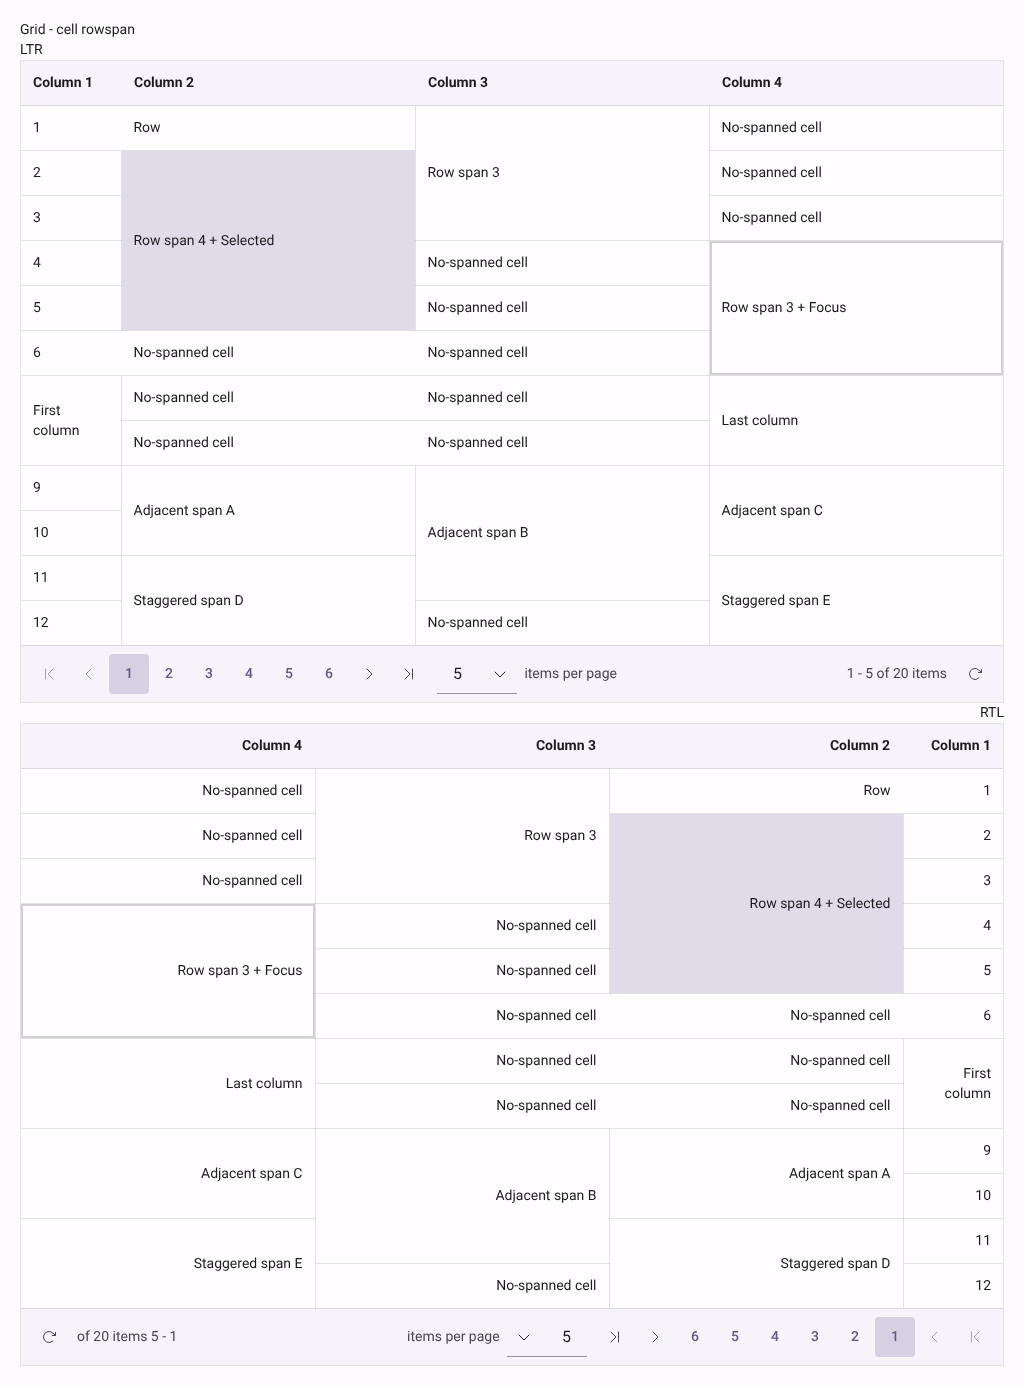 Grid - cell rowspan
LTR
Column 1 Column 2 Column 3 Column 4
1 Row Row span 3 No-spanned cell
2 Row span 4 + Selected No-spanned cell
3 No-spanned cell
4 No-spanned cell Row span 3 + Focus
5 No-spanned cell
6 No-spanned cell No-spanned cell
First column No-spanned cell No-spanned cell Last column
No-spanned cell No-spanned cell
9 Adjacent span A Adjacent span B Adjacent span C
10
11 Staggered span D Staggered span E
12 No-spanned cell
1 2 3 4 5 6 5 items per page 1 - 5 of 20 items
RTL
Column 4 Column 3 Column 2 Column 1
No-spanned cell Row span 3 Row 1
No-spanned cell Row span 4 + Selected 2
No-spanned cell 3
Row span 3 + Focus No-spanned cell 4
No-spanned cell 5
No-spanned cell No-spanned cell 6
Last column No-spanned cell No-spanned cell First column
No-spanned cell No-spanned cell
Adjacent span C Adjacent span B Adjacent span A 9
10
Staggered span E Staggered span D 11
No-spanned cell 12
of 20 items 5 - 1 items per page 5 6 5 4 3 2 1